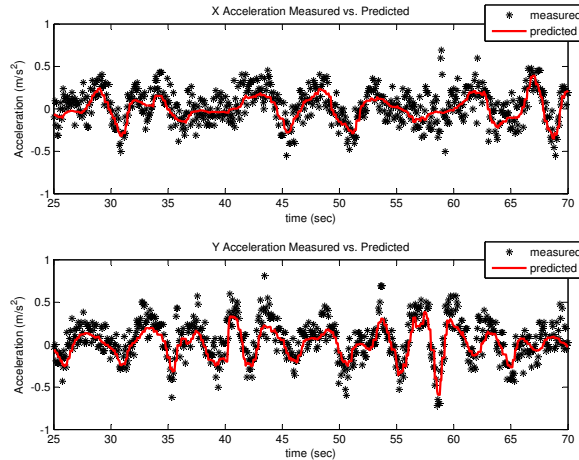 X Acceleration Measured vs. Predicted
measured
predicted
1
0.5
0
-0.5
-1
Acceleration (m/s²)
25 30 35 40 45 50 55 60 65 70
time (sec)
Y Acceleration Measured vs. Predicted
measured
predicted
1
0.5
0
-0.5
-1
Acceleration (m/s²)
25 30 35 40 45 50 55 60 65 70
time (sec)